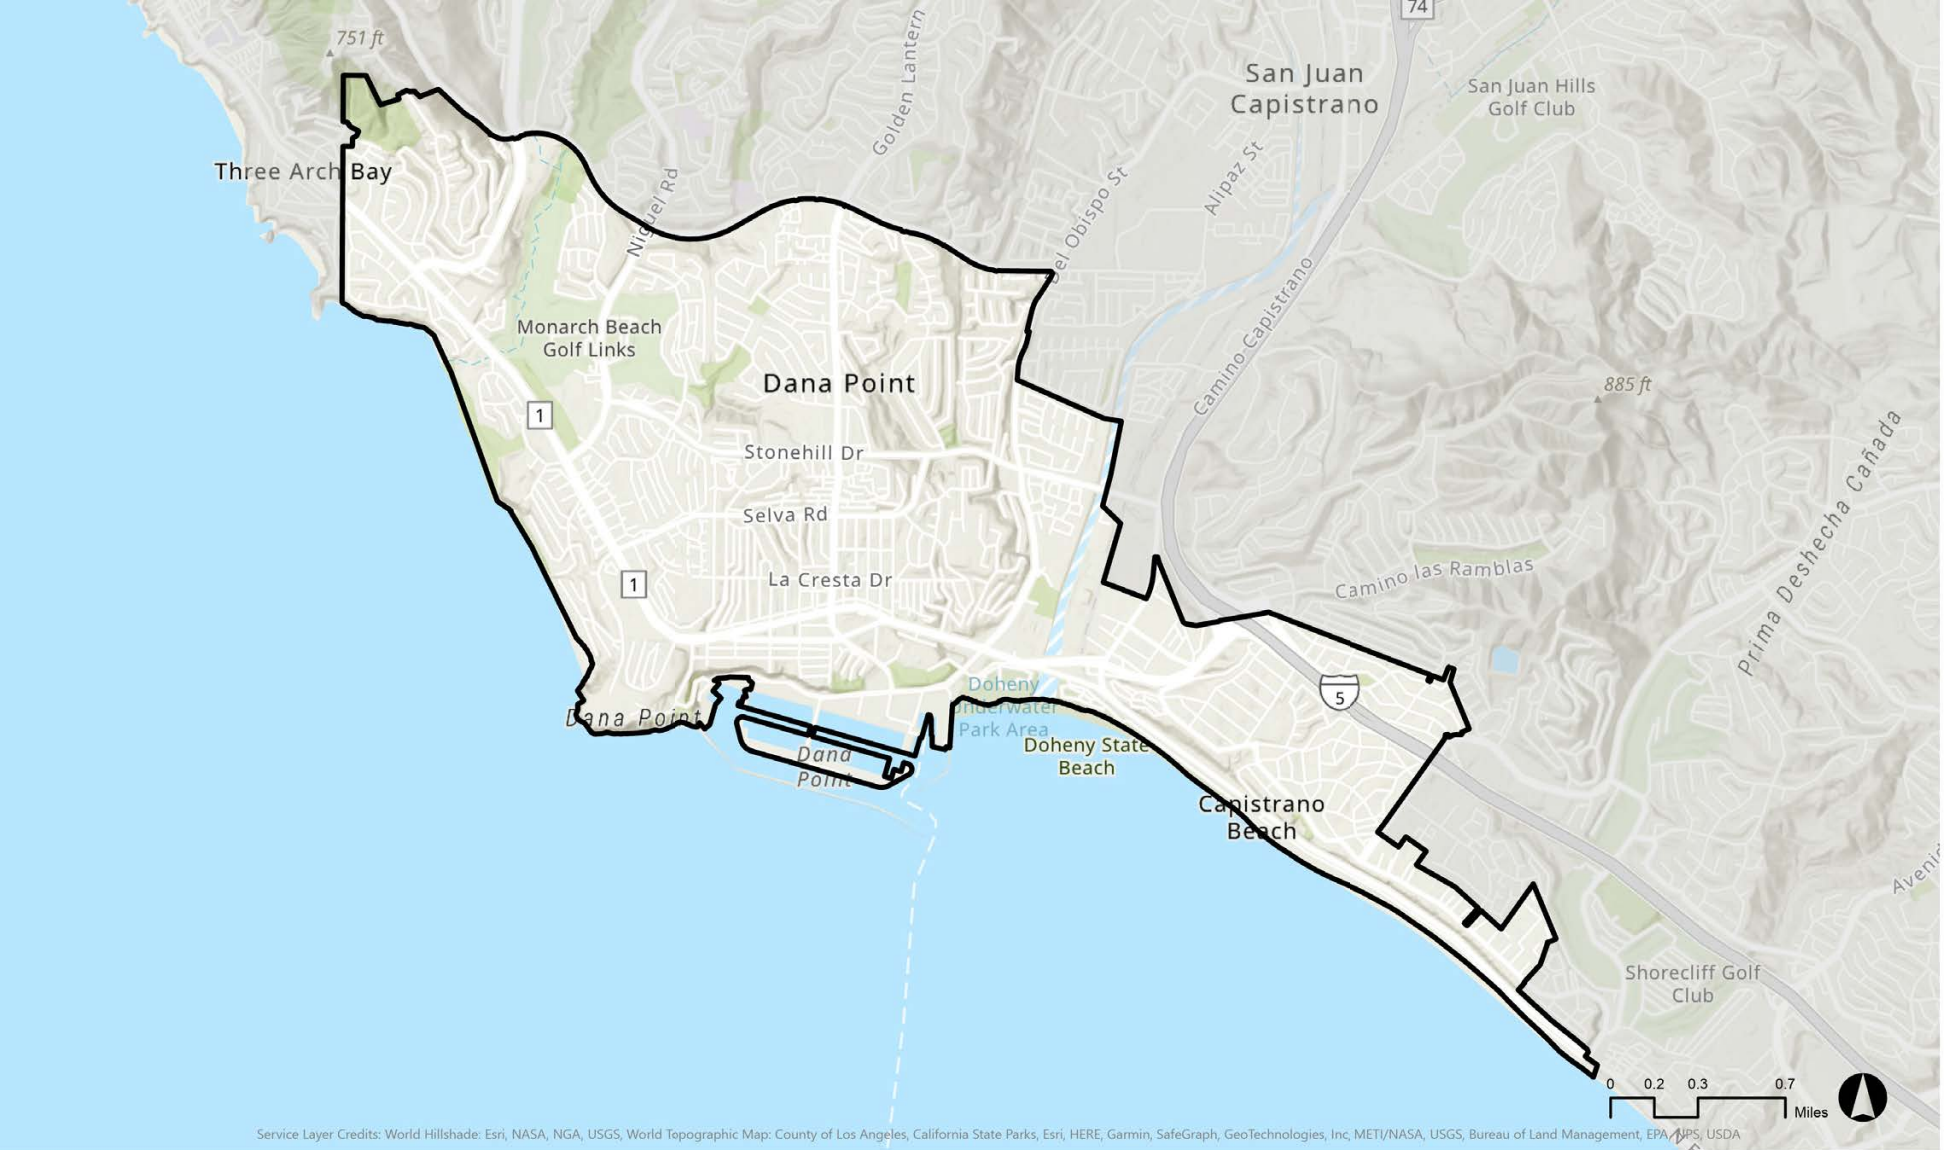 74
751 ft
San Juan
Capistrano
Golden Lantern
San Juan Hills
Golf Club
Three Arch Bay
Alipaz St
Niguel Rd
Del Obispo St
Camino Capistrano
Monarch Beach
Golf Links
Dana Point
885 ft
1
Stonehill Dr
Prima Deshecha Cañada
Selva Rd
La Cresta Dr
1
Camino las Ramblas
Doheny
Underwater
Park Area
5
Dana Point
Dana
Point
Doheny State
Beach
Capistrano
Beach
Shorecliff Golf
Club
0 0.2 0.3 0.7
Miles
Service Layer Credits: World Hillshade: Esri, NASA, NGA, USGS, World Topographic Map: County of Los Angeles, California State Parks, Esri, HERE, Garmin, SafeGraph, GeoTechnologies, Inc, METI/NASA, USGS, Bureau of Land Management, EPA, NPS, USDA